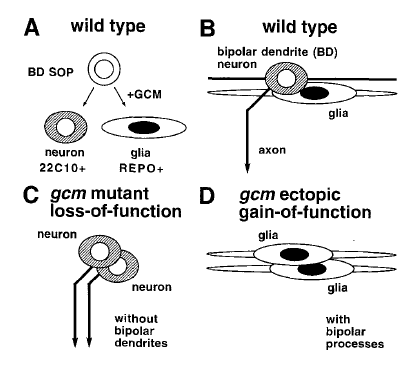 A wild type
BD SOP
+GCM
neuron
22C10+
glia
REPO+
B wild type
bipolar dendrite (BD)
neuron
glia
axon
C gcm mutant
loss-of-function
neuron
neuron
without
bipolar
dendrites
D gcm ectopic
gain-of-function
glia
glia
with
bipolar
processes